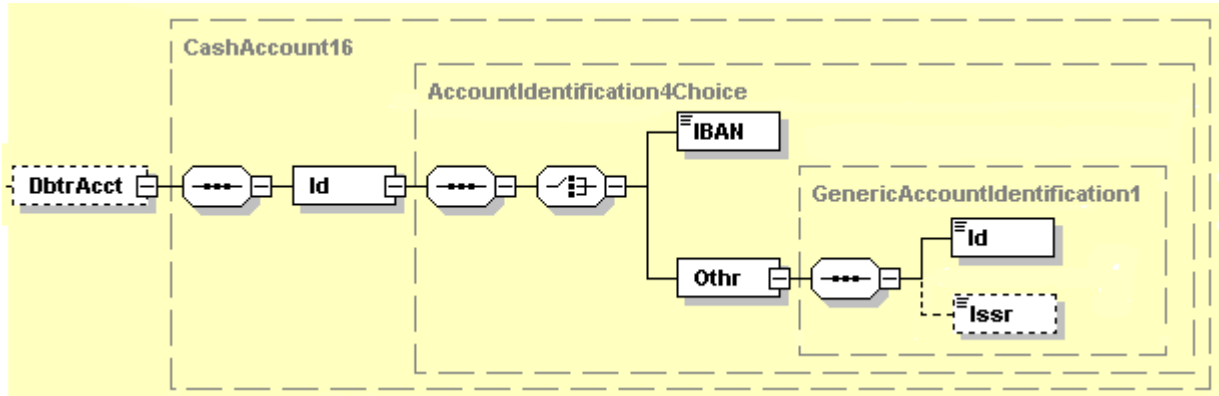 CashAccount16
AccountIdentification4Choice
IBAN
DbtrAcct
Id
GenericAccountIdentification1
Id
Othr
Issr